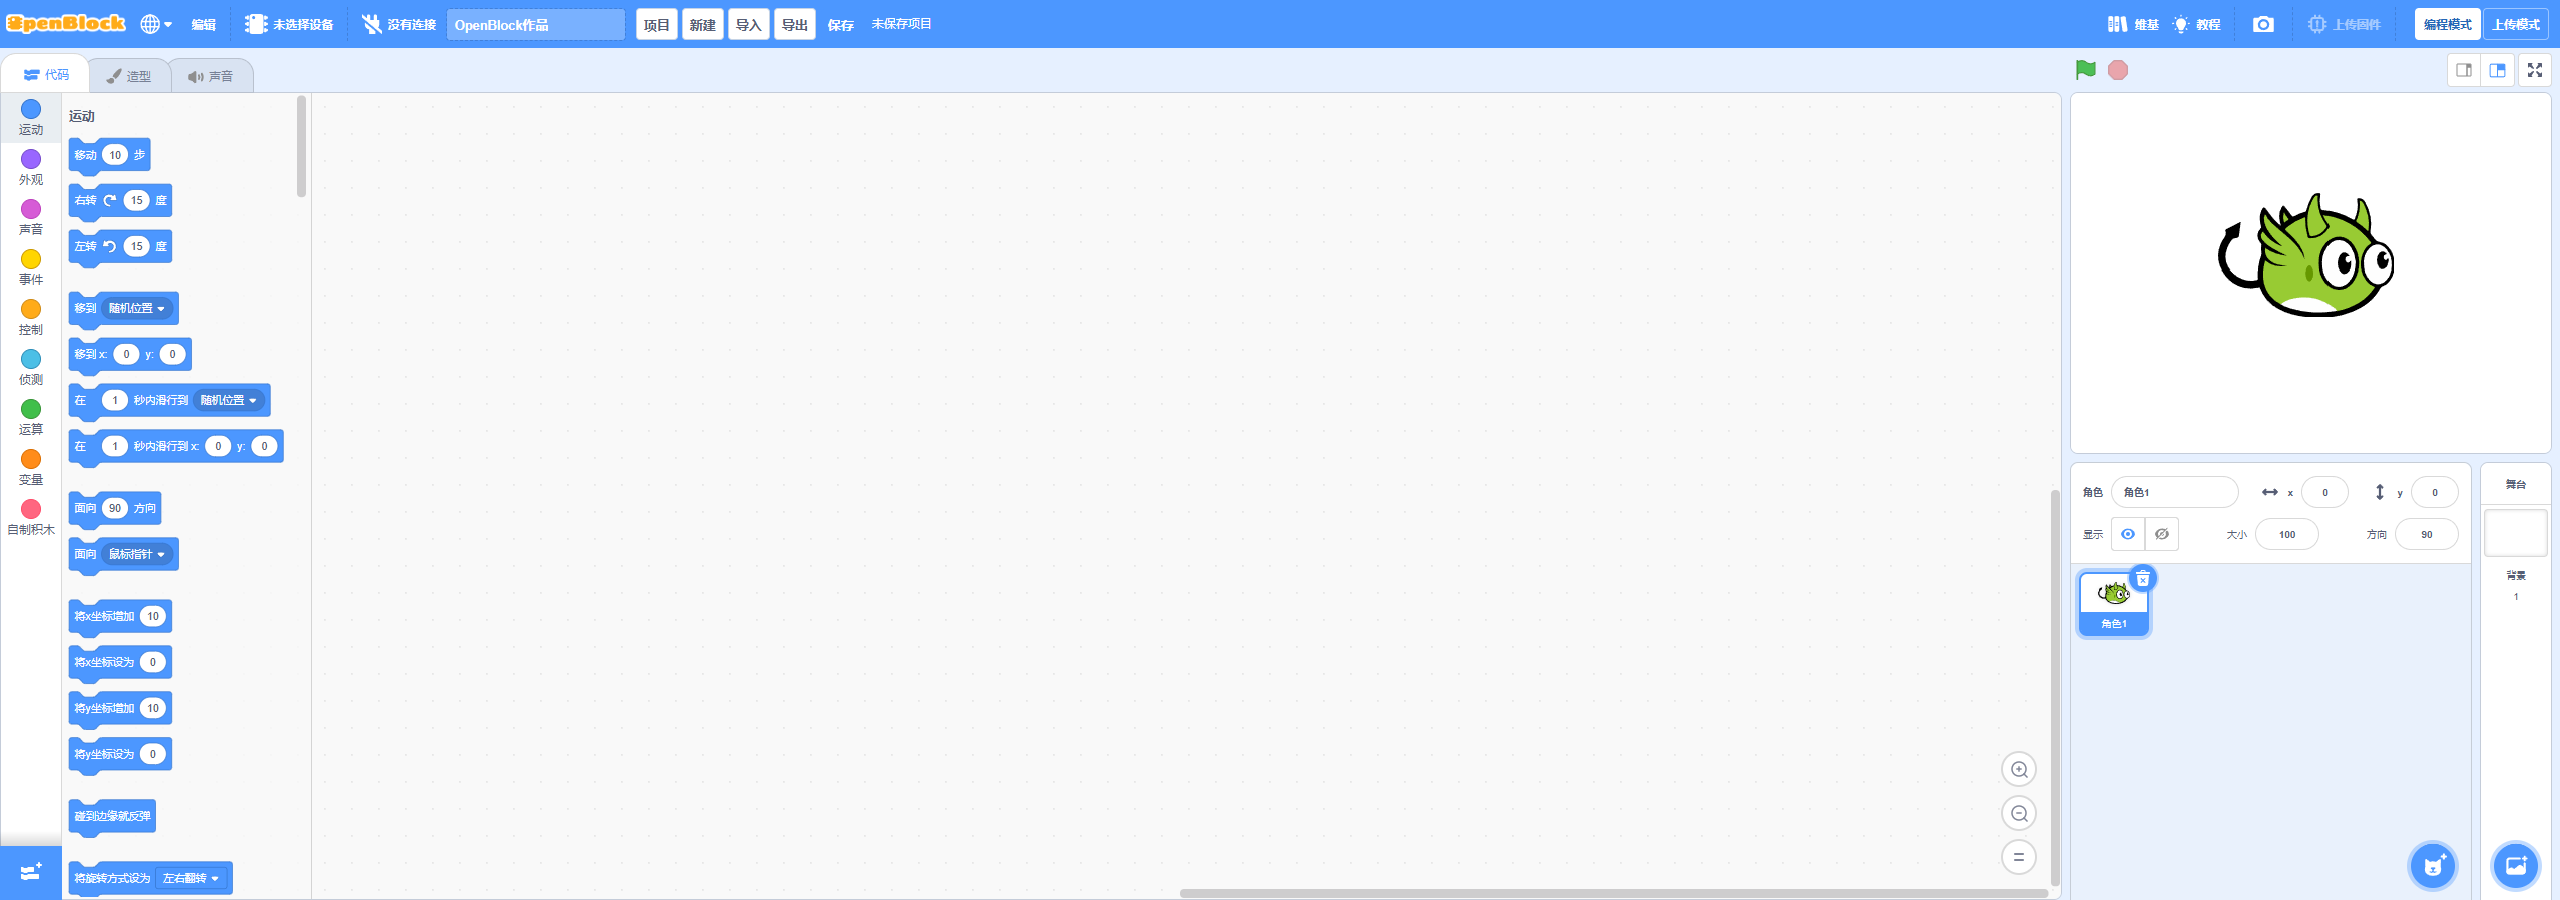 OpenBlock
编辑
未选择设备
没有连接
OpenBlock作品
项目
新建
导入
导出
保存
未保存项目
维基
教程
上传固件
编程模式
上传模式
代码
造型
声音
运动
外观
声音
事件
控制
侦测
运算
变量
自制积木
运动
移动 10 步
右转 15 度
左转 15 度
移到 随机位置
移到 x: 0 y: 0
在 1 秒内滑行到 随机位置
在 1 秒内滑行到 x: 0 y: 0
面向 90 方向
面向 鼠标指针
将x坐标增加 10
将x坐标设为 0
将y坐标增加 10
将y坐标设为 0
碰到边缘就反弹
将旋转方式设为 左右翻转
角色 角色1 x 0 y 0
显示 大小 100 方向 90
角色1
舞台
背景
1